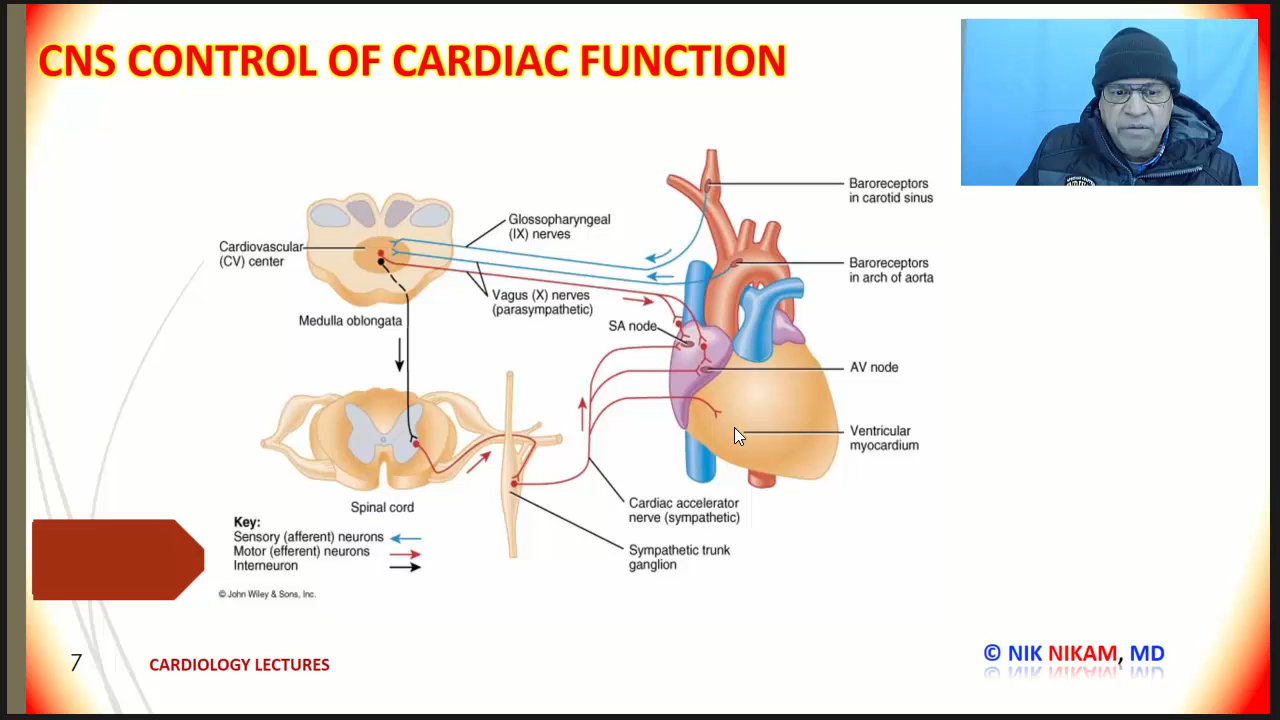 CNS CONTROL OF CARDIAC FUNCTION
Baroreceptors
in carotid sinus
Glossopharyngeal
(IX) nerves
Cardiovascular
(CV) center
Baroreceptors
in arch of aorta
Vagus (X) nerves
(parasympathetic)
Medulla oblongata
SA node
AV node
Ventricular
myocardium
Spinal cord
Cardiac accelerator
nerve (sympathetic)
Sympathetic trunk
ganglion
Key:
Sensory (afferent) neurons
Motor (efferent) neurons
Interneuron
© John Wiley & Sons, Inc.
7
CARDIOLOGY LECTURES
© NIK NIKAM, MD